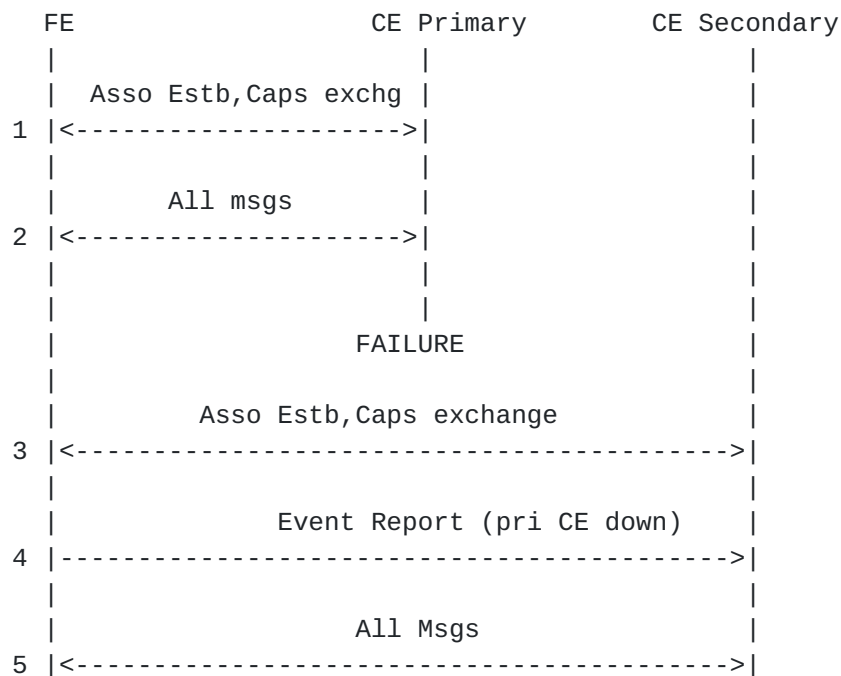 FE CE Primary CE Secondary
Asso Estb,Caps exchg
1
All msgs
2
FAILURE
Asso Estb,Caps exchange
3
Event Report (pri CE down)
4
All Msgs
5